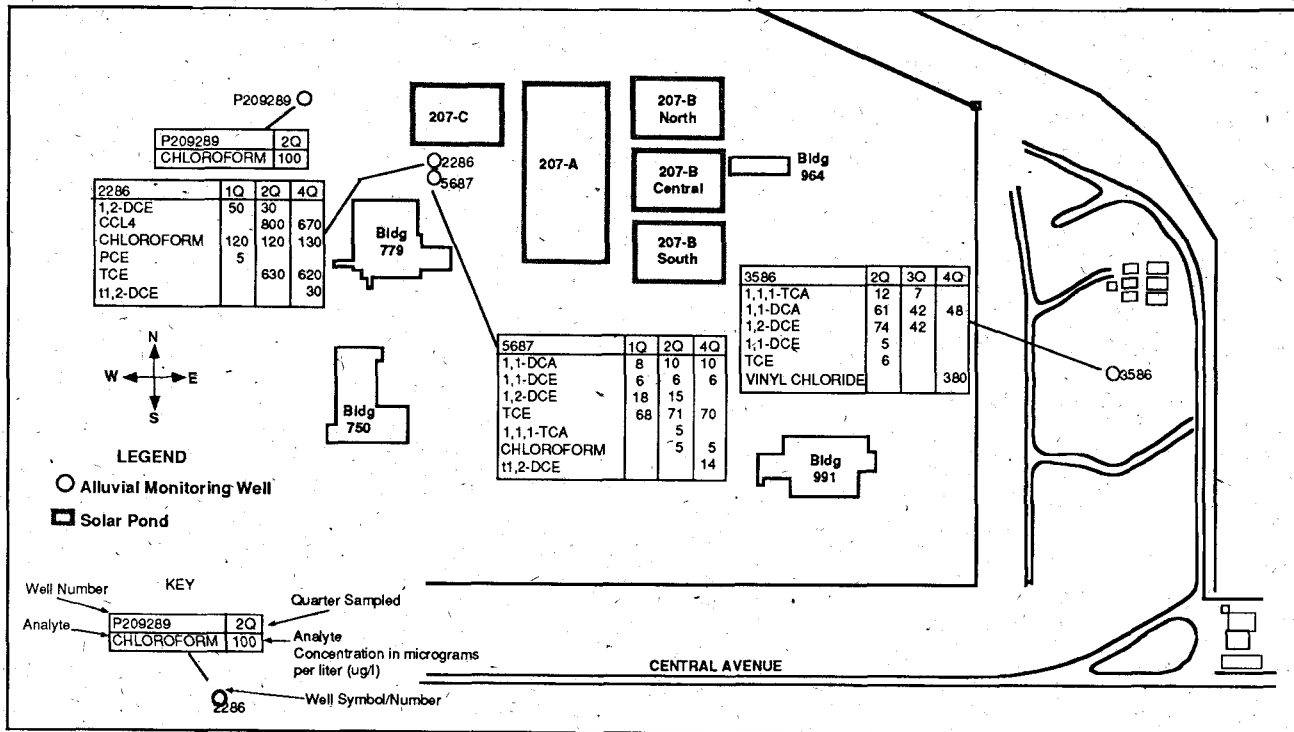 P209289
P209289 2Q
CHLOROFORM 100
207-C
207-A
207-B
North
207-B
Central
207-B
South
Bldg
964
2286
5687
2286 1Q 2Q 4Q
1,2-DCE 50 30
CCL4 800 670
CHLOROFORM 120 120 130
PCE 5
TCE 630 620
t1,2-DCE 30
Bldg
779
3586 2Q 3Q 4Q
1,1,1-TCA 12 7
1,1-DCA 61 42 48
1,2-DCE 74 42
1,1-DCE 5
TCE 6
VINYL CHLORIDE 380
3586
5687 1Q 2Q 4Q
1,1-DCA 8 10 10
1,1-DCE 6 6 6
1,2-DCE 18 15
TCE 68 71 70
1,1,1-TCA 5
CHLOROFORM 5 5
t1,2-DCE 14
N
W E
S
Bldg
750
Bldg
991
LEGEND
Alluvial Monitoring Well
Solar Pond
KEY
Well Number
Quarter Sampled
P209289 2Q
Analyte
CHLOROFORM 100
Analyte
Concentration in micrograms
per liter (ug/l)
2286
Well Symbol/Number
CENTRAL AVENUE